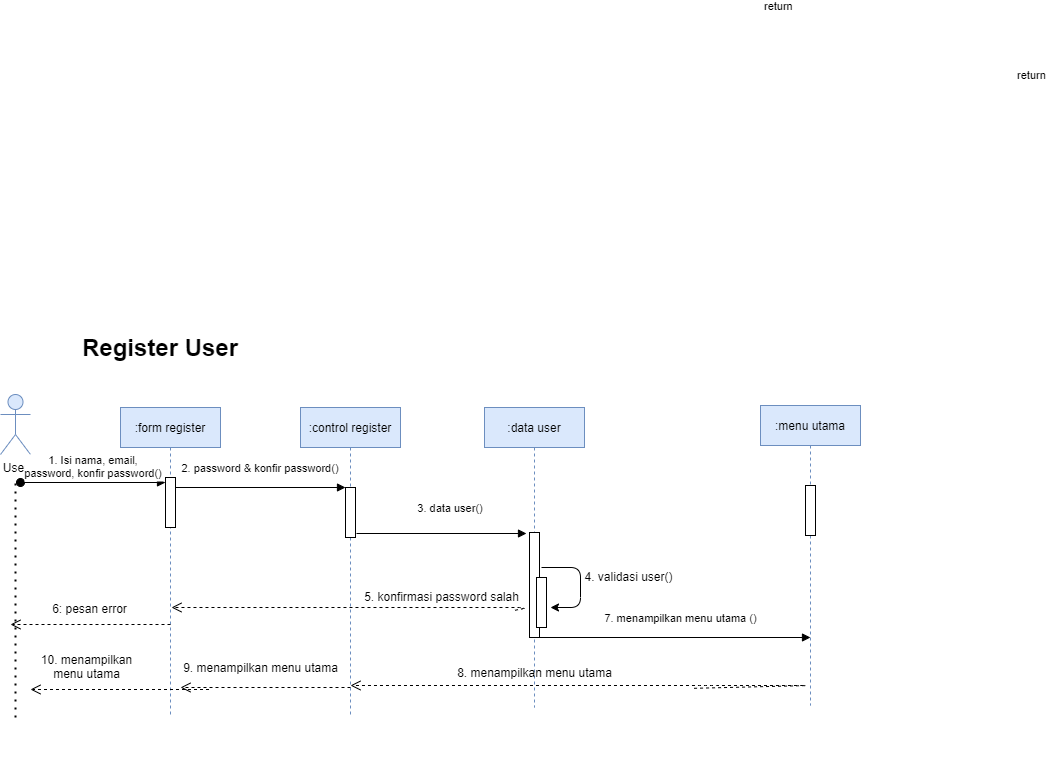 return
return
Register User
:form register
:control register
:data user
:menu utama
Use
1. Isi nama, email,
password, konfir password()
2. password & konfir password()
3. data user()
4. validasi user()
5. konfirmasi password salah
6: pesan error
7. menampilkan menu utama ()
8. menampilkan menu utama
9. menampilkan menu utama
10. menampilkan
menu utama